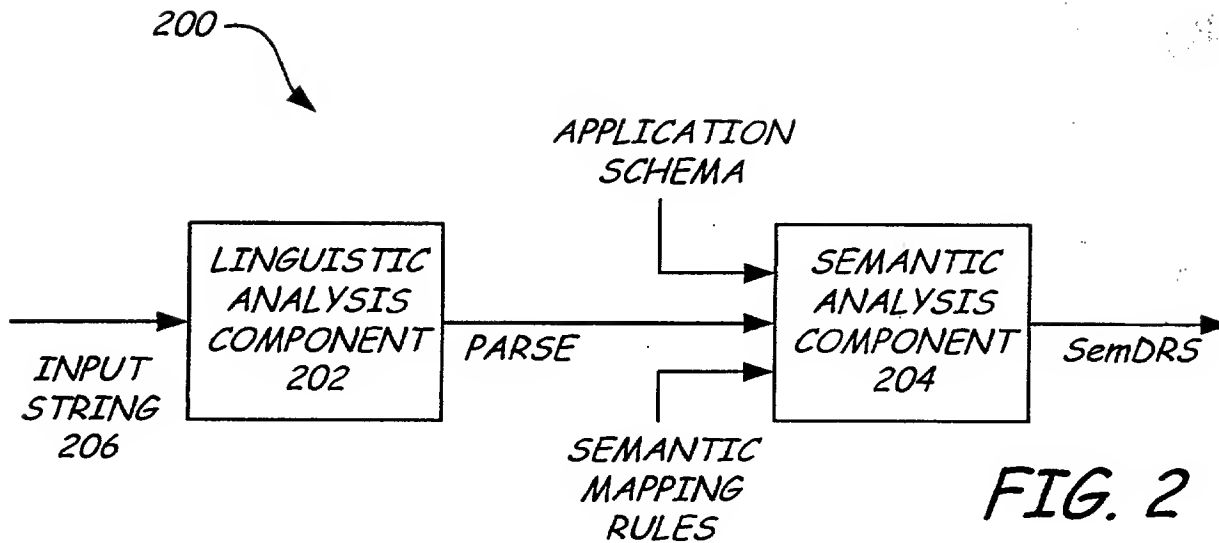 200
APPLICATION
SCHEMA
LINGUISTIC
ANALYSIS
COMPONENT
202
SEMANTIC
ANALYSIS
COMPONENT
204
INPUT
STRING
206
PARSE
SemDRS
SEMANTIC
MAPPING
RULES
FIG. 2